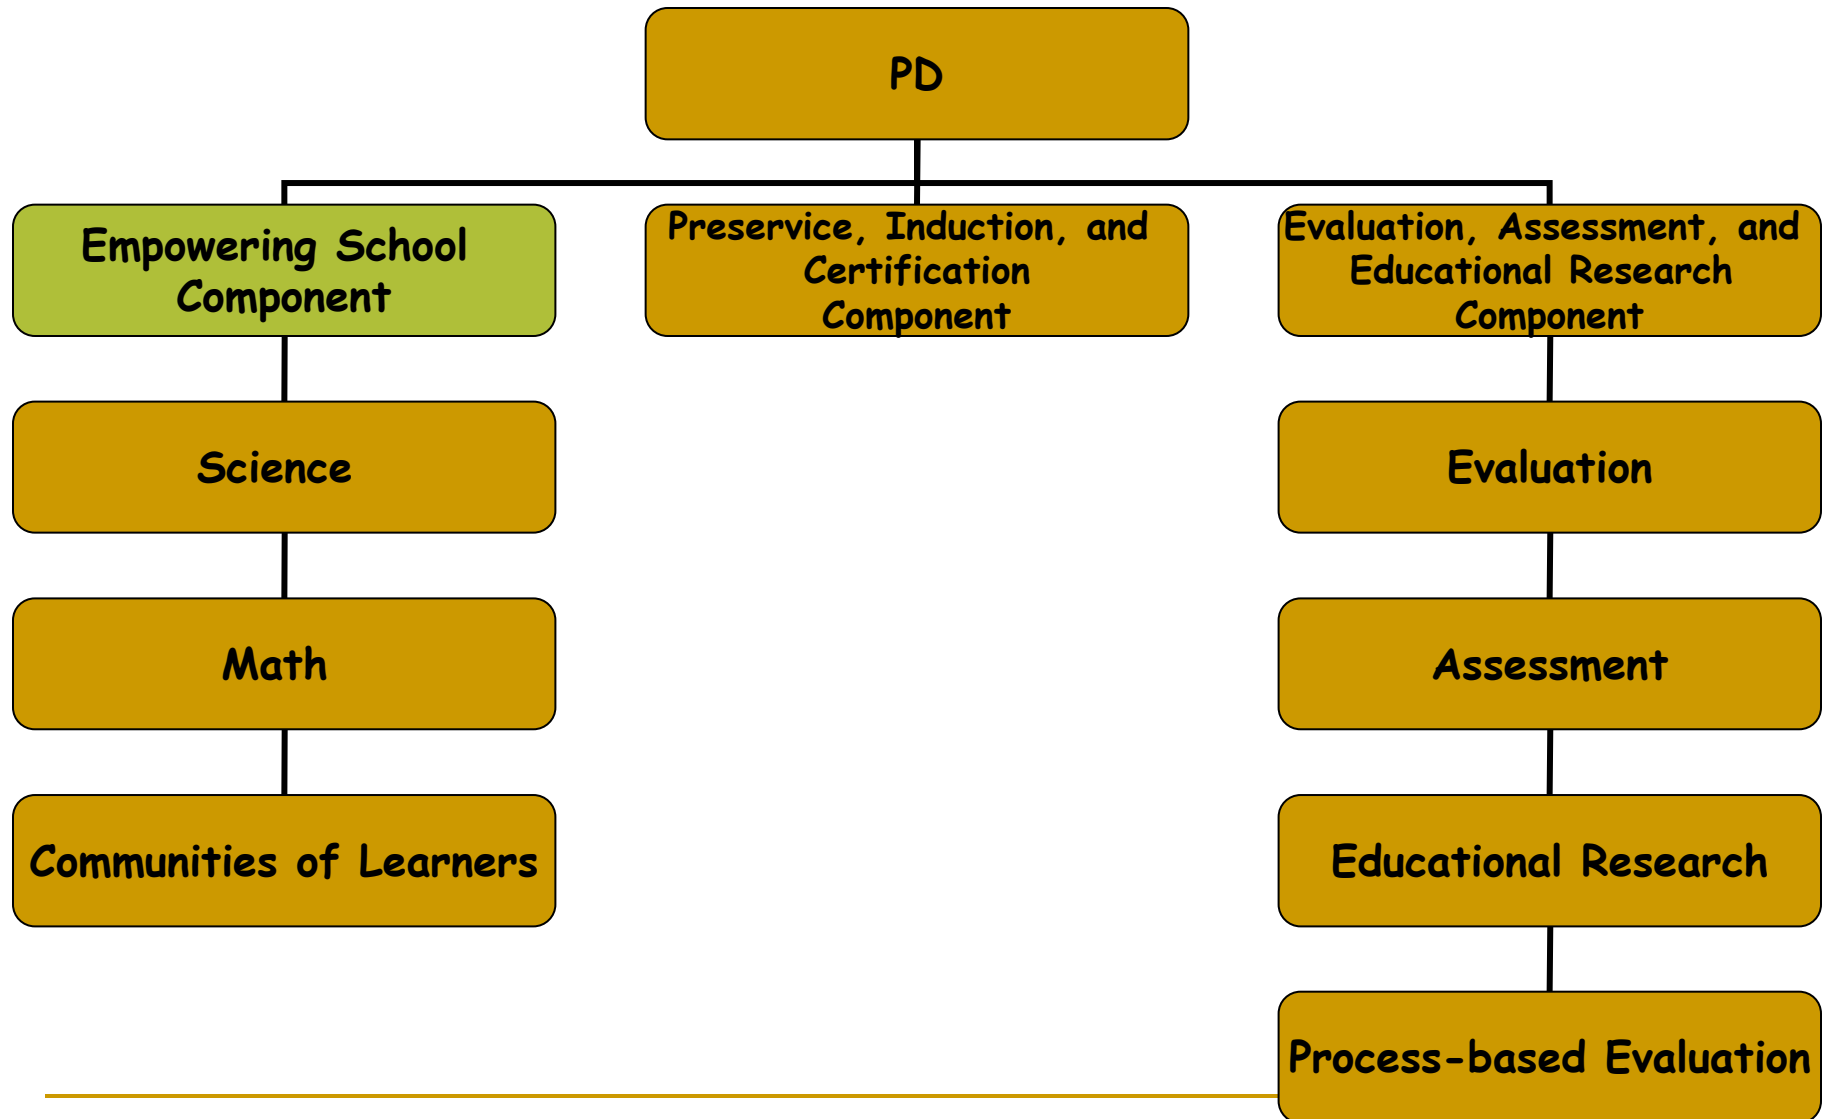 PD
Empowering School
Component
Preservice, Induction, and
Certification
Component
Evaluation, Assessment, and
Educational Research
Component
Science
Evaluation
Math
Assessment
Communities of Learners
Educational Research
Process-based Evaluation